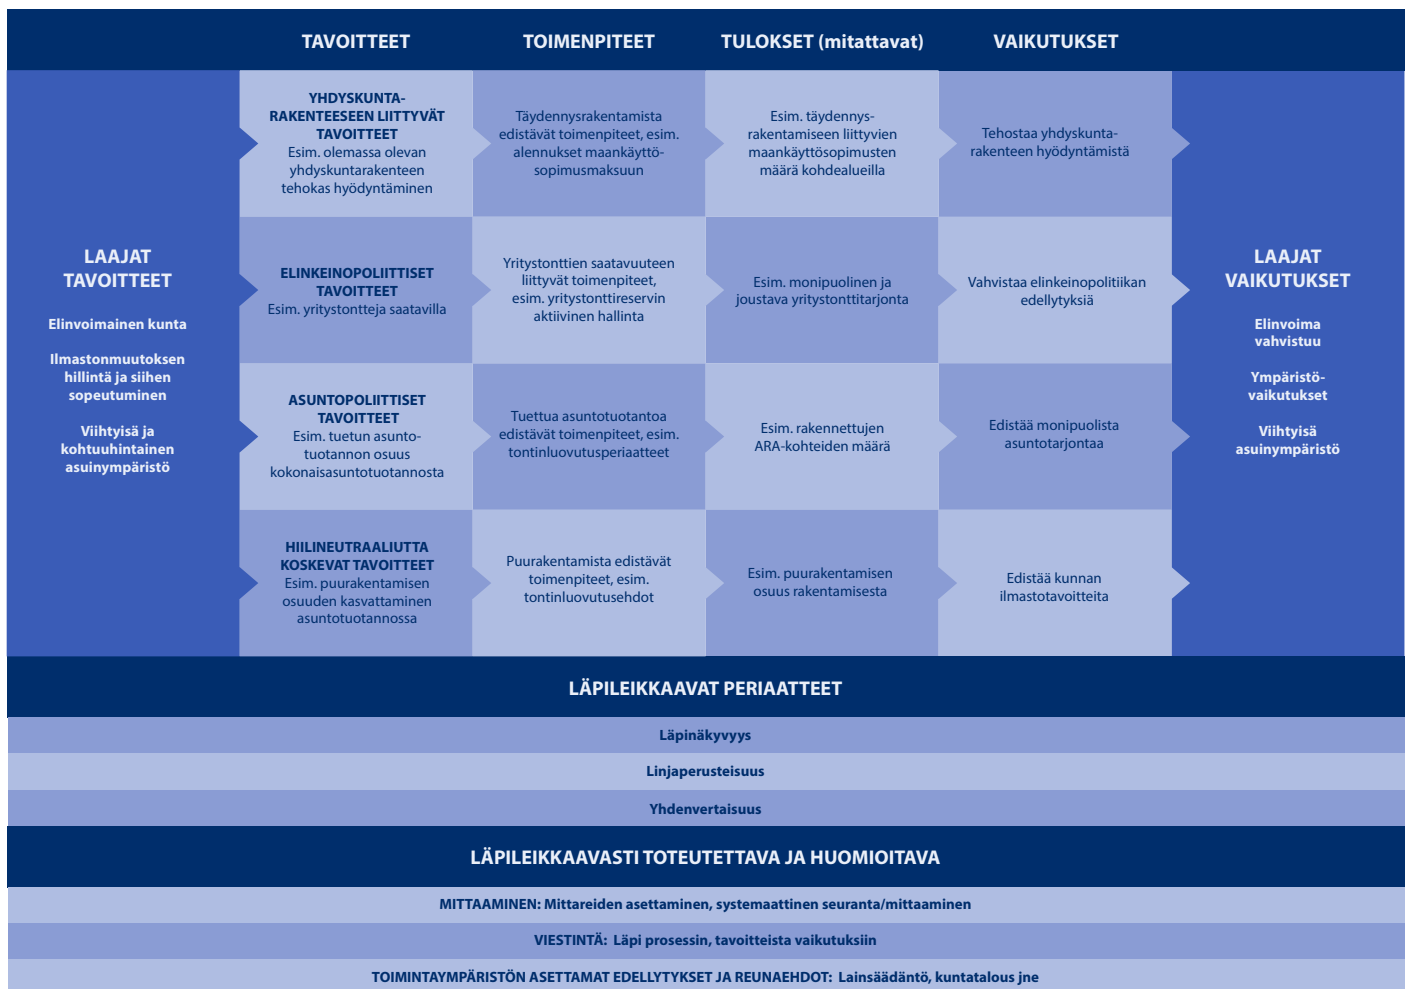 TAVOITTEET
TOIMENPITEET
TULOKSET (mitattavat)
VAIKUTUKSET
LAAJAT
TAVOITTEET
Elinvoimainen kunta
Ilmastonmuutoksen
hillintä ja siihen
sopeutuminen
Viihtyisä ja
kohtuuhintainen
asuinympäristö
YHDYSKUNTA-
RAKENTEESEEN LIITTYVÄT
TAVOITTEET
Esim. olemassa olevan
yhdyskuntarakenteen
tehokas hyödyntäminen
Täydennysrakentamista
edistävät toimenpiteet, esim.
alennukset maankäyttö-
sopimusmaksuun
Esim. täydennys-
rakentamiseen liittyvien
maankäyttösopimusten
määrä kohdealueilla
Tehostaa yhdyskunta-
rakenteen hyödyntämistä
ELINKEINOPOLIITTISET
TAVOITTEET
Esim. yritystontteja saatavilla
Yritystonttien saatavuuteen
liittyvät toimenpiteet,
esim. yritystonttireservin
aktiivinen hallinta
Esim. monipuolinen ja
joustava yritystonttitarjonta
Vahvistaa elinkeinopolitiikan
edellytyksiä
ASUNTOPOLIITTISET
TAVOITTEET
Esim. tuetun asunto-
tuotannon osuus
kokonaisasuntotuotannosta
Tuettua asuntotuotantoa
edistävät toimenpiteet, esim.
tontinluovutusperiaatteet
Esim. rakennettujen
ARA-kohteiden määrä
Edistää monipuolista
asuntotarjontaa
HIILINEUTRAALIUTTA
KOSKEVAT TAVOITTEET
Esim. puurakentamisen
osuuden kasvattaminen
asuntotuotannossa
Puurakentamista edistävät
toimenpiteet, esim.
tontinluovutusehdot
Esim. puurakentamisen
osuus rakentamisesta
Edistää kunnan
ilmastotavoitteita
LAAJAT
VAIKUTUKSET
Elinvoima
vahvistuu
Ympäristö-
vaikutukset
Viihtyisä
asuinympäristö
LÄPILEIKKAAVAT PERIAATTEET
Läpinäkyvyys
Linjaperusteisuus
Yhdenvertaisuus
LÄPILEIKKAAVASTI TOTEUTETTAVA JA HUOMIOITAVA
MITTAAMINEN: Mittareiden asettaminen, systemaattinen seuranta/mittaaminen
VIESTINTÄ: Läpi prosessin, tavoitteista vaikutuksiin
TOIMINTAYMPÄRISTÖN ASETTAMAT EDELLYTYKSET JA REUNAEHDOT: Lainsäädäntö, kuntatalous jne